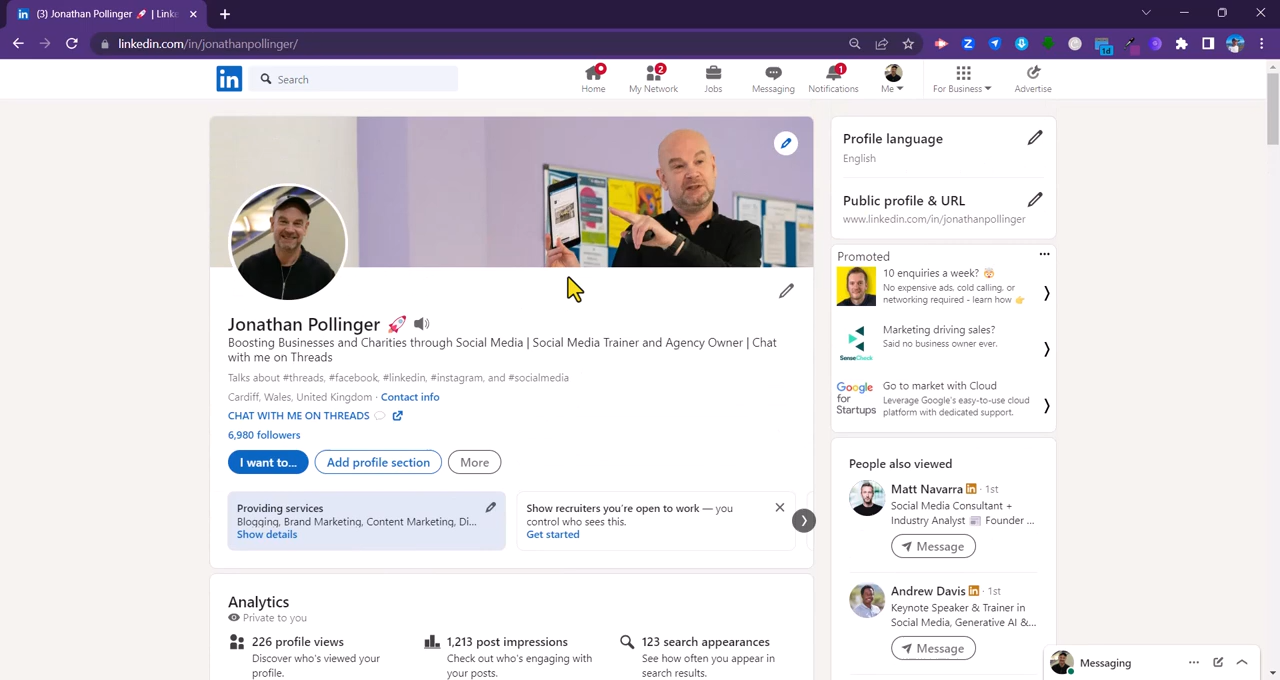 (3) Jonathan Pollinger 🚀 | Linke
linkedin.com/in/jonathanpollinger/
1d
in
Search
Home
2
My Network
Jobs
Messaging
1
Notifications
Me
For Business
Advertise
Jonathan Pollinger 🚀
Boosting Businesses and Charities through Social Media | Social Media Trainer and Agency Owner | Chat
with me on Threads
Talks about #threads, #facebook, #linkedin, #instagram, and #socialmedia
Cardiff, Wales, United Kingdom · Contact info
CHAT WITH ME ON THREADS 💬
6,980 followers
I want to...
Add profile section
More
Providing services
Blogging, Brand Marketing, Content Marketing, Di...
Show details
Show recruiters you're open to work — you
control who sees this.
Get started
Analytics
Private to you
226 profile views
Discover who's viewed your
profile.
1,213 post impressions
Check out who's engaging with
your posts.
123 search appearances
See how often you appear in
search results.
Profile language
English
Public profile & URL
www.linkedin.com/in/jonathanpollinger
Promoted
10 enquiries a week? 🤯
No expensive ads, cold calling, or
networking required - learn how 👉
Marketing driving sales?
Said no business owner ever.
SenseCheck
Go to market with Cloud
Leverage Google's easy-to-use cloud
platform with dedicated support.
Google
for
Startups
People also viewed
Matt Navarra in · 1st
Social Media Consultant +
Industry Analyst 📰 Founder ...
Message
Andrew Davis in · 1st
Keynote Speaker & Trainer in
Social Media, Generative AI &...
Message
Messaging